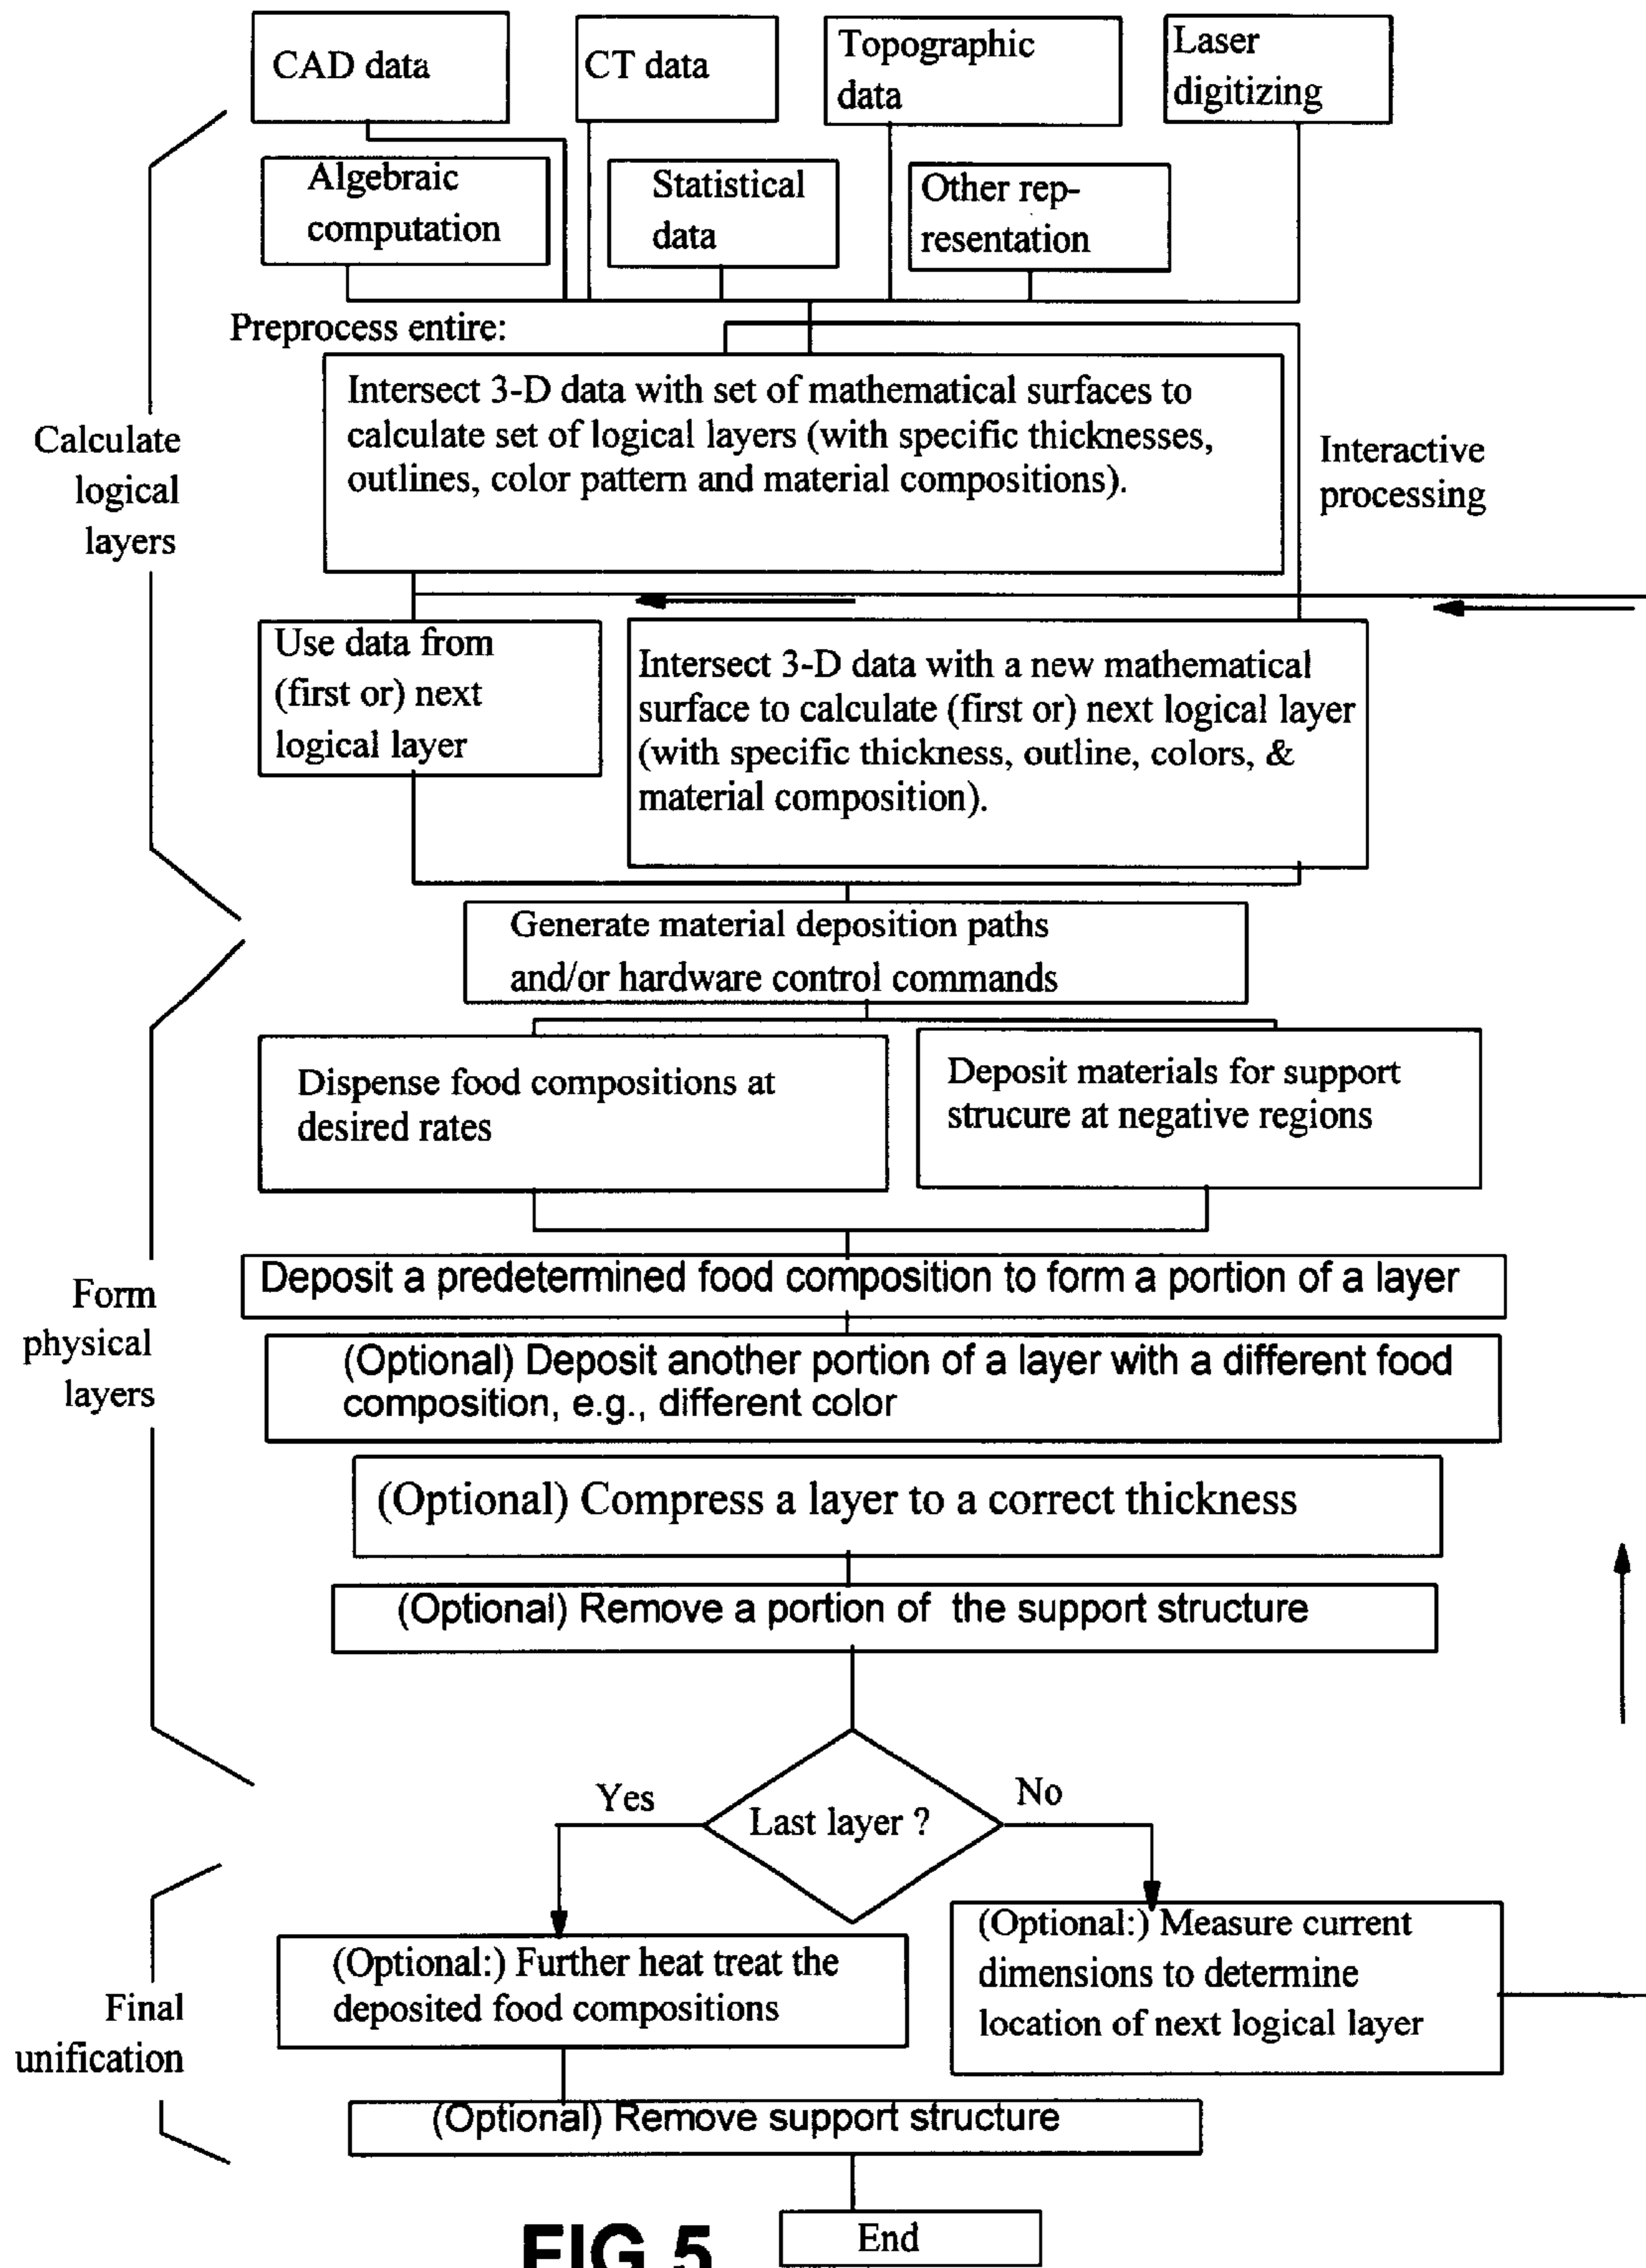 CAD data
CT data
Topographic
data
Laser
digitizing
Algebraic
computation
Statistical
data
Other rep-
resentation
Preprocess entire:
Intersect 3-D data with set of mathematical surfaces to
calculate set of logical layers (with specific thicknesses,
outlines, color pattern and material compositions).
Calculate
logical
layers
Interactive
processing
Use data from
(first or) next
logical layer
Intersect 3-D data with a new mathematical
surface to calculate (first or) next logical layer
(with specific thickness, outline, colors, &
material composition).
Generate material deposition paths
and/or hardware control commands
Dispense food compositions at
desired rates
Deposit materials for support
strucure at negative regions
Form
physical
layers
Deposit a predetermined food composition to form a portion of a layer
(Optional) Deposit another portion of a layer with a different food
composition, e.g., different color
(Optional) Compress a layer to a correct thickness
(Optional) Remove a portion of the support structure
Last layer ?
Yes
No
Final
unification
(Optional:) Further heat treat the
deposited food compositions
(Optional:) Measure current
dimensions to determine
location of next logical layer
(Optional) Remove support structure
End
FIG.5